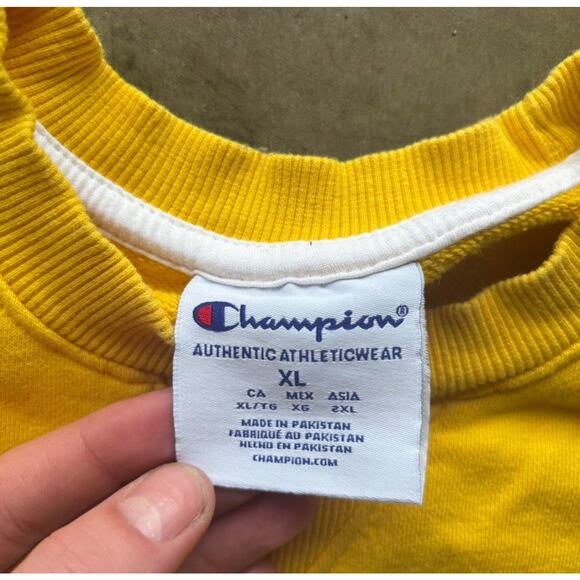 Champion®
AUTHENTIC ATHLETICWEAR
XL
CA MEX ASIA
XL/TG XG 2XL
MADE IN PAKISTAN
FABRIQUÉ AU PAKISTAN
HECHO EN PAKISTAN
CHAMPION.COM